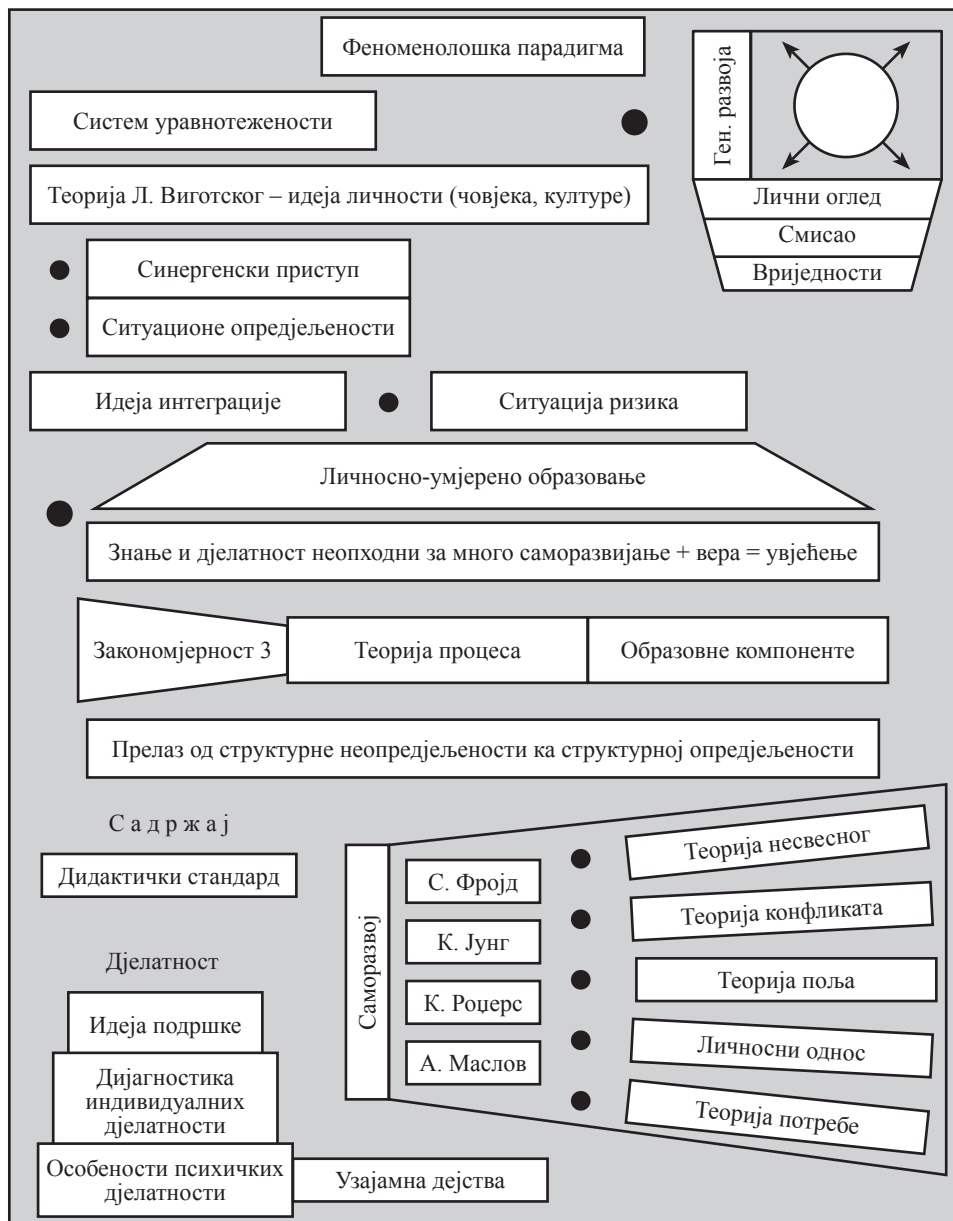 Феноменолошка парадигма
Ген. развоја
Систем уравнотежености
Теорија Л. Виготског – идеја личности (човјека, културе)
Лични оглед
Смисао
Вриједности
Синергенски приступ
Ситуационе опредјељености
Идеја интеграције
Ситуација ризика
Личносно-умјерено образовање
Знање и дјелатност неопходни за много саморазвијање + вера = увјећење
Закономјерност 3
Теорија процеса
Образовне компоненте
Прелаз од структурне неопредјељености ка структурној опредјељености
Садржај
Дидактички стандард
Дјелатност
Идеја подршке
Дијагностика
индивидуалних
дјелатности
Особености психичких
дјелатности
Узајамна дејства
Саморазвој
С. Фројд
К. Јунг
К. Роџерс
А. Маслов
Теорија несвесног
Теорија конфликата
Теорија поља
Личносни однос
Теорија потребе